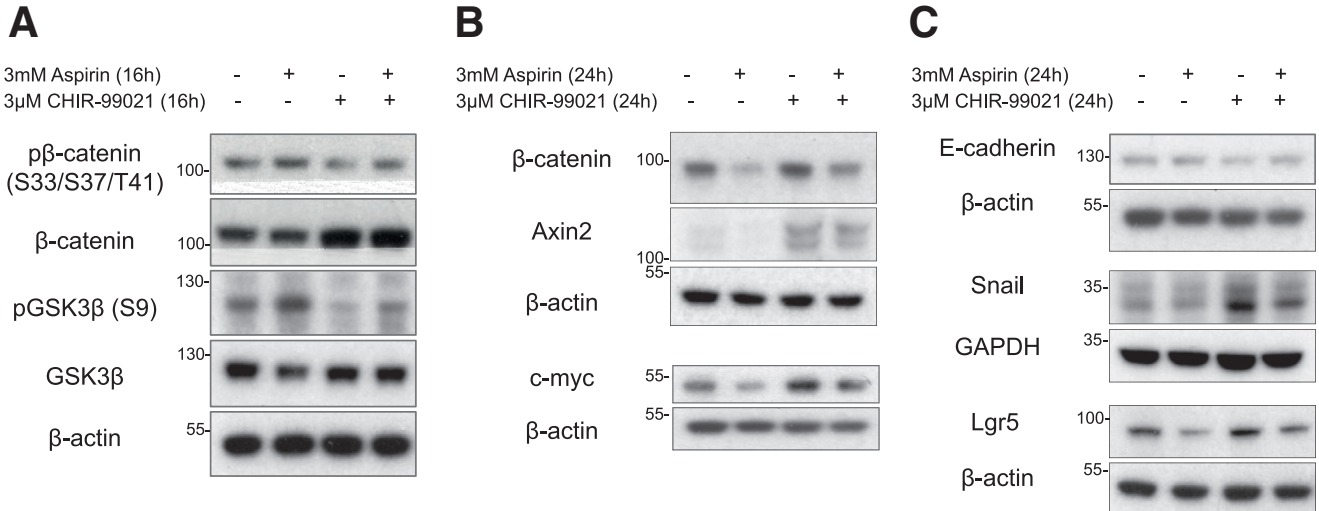 A
3mM Aspirin (16h) - + - +
3µM CHIR-99021 (16h) - - + +
pβ-catenin
(S33/S37/T41)
100-
β-catenin
100-
130-
pGSK3β (S9)
130-
GSK3β
55-
β-actin
B
3mM Aspirin (24h) - + - +
3µM CHIR-99021 (24h) - - + +
β-catenin
100-
Axin2
100-
55-
β-actin
c-myc
55-
55-
β-actin
C
3mM Aspirin (24h) - + - +
3µM CHIR-99021 (24h) - - + +
E-cadherin
130-
β-actin
55-
Snail
35-
GAPDH
35-
Lgr5
100-
β-actin
55-